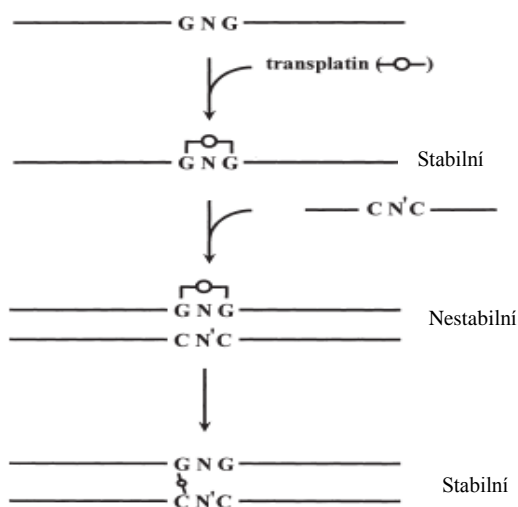 G N G
transplatin ( )
G N G
Stabilní
C N' C
G N G
C N' C
Nestabilní
G N G
C N' C
Stabilní